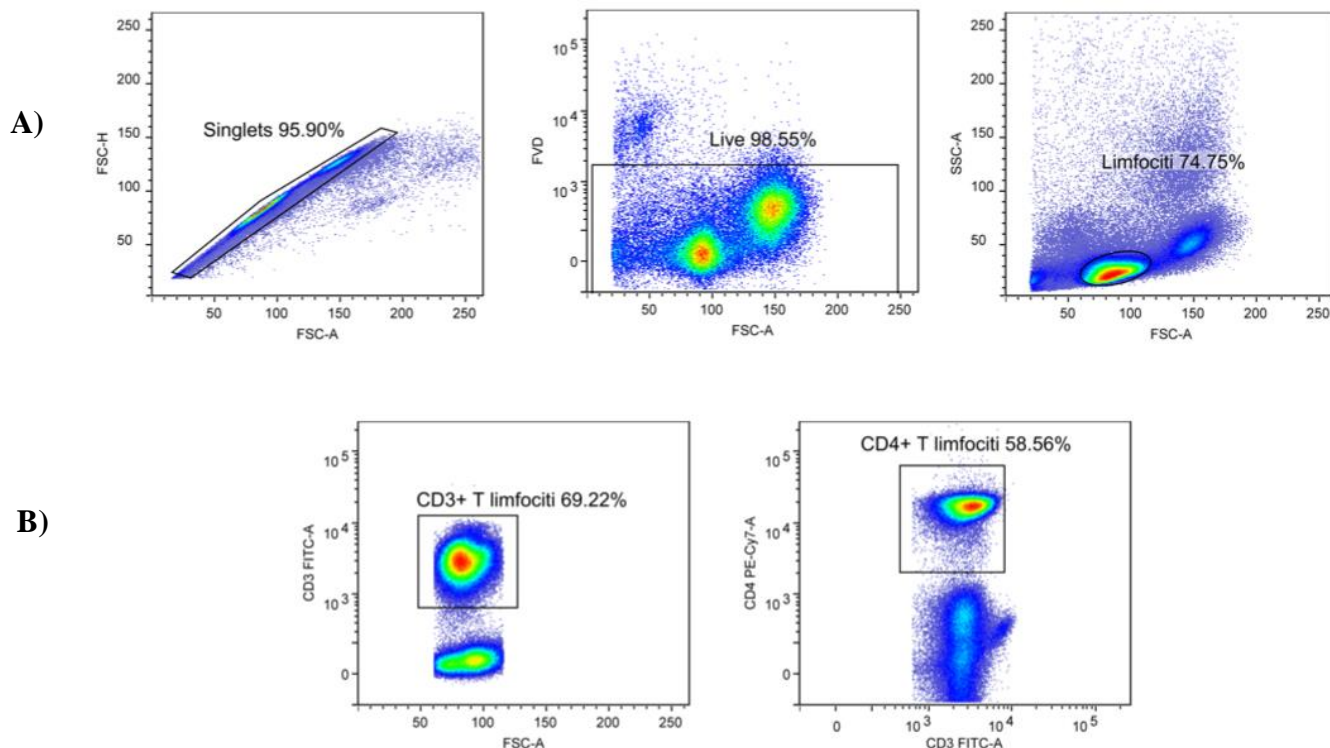 A)
250
200
150
100
50
FSC-H
Singlets 95.90%
50 100 150 200 250
FSC-A
10^5
10^4
10^3
0
FVD
Live 98.55%
50 100 150 200 250
FSC-A
250
200
150
100
50
SSC-A
Limfociti 74.75%
50 100 150 200 250
FSC-A
B)
10^5
10^4
10^3
0
CD3 FITC-A
CD3+ T limfociti 69.22%
50 100 150 200 250
FSC-A
10^5
10^4
10^3
0
CD4 PE-Cy7-A
CD4+ T limfociti 58.56%
0 10^3 10^4 10^5
CD3 FITC-A